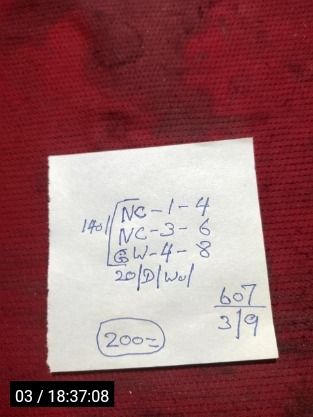 140/ NC-1-4
NC-3-6
GW-4-8
20/D/W0/
607
3/9
200=
03 / 18:37:08